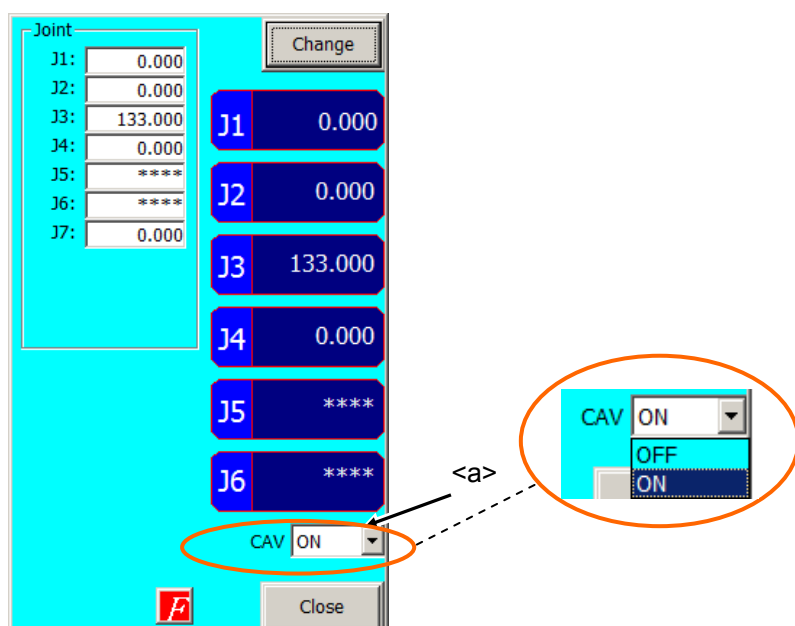 Joint
J1: 0.000
J2: 0.000
J3: 133.000
J4: 0.000
J5: ****
J6: ****
J7: 0.000
Change
J1 0.000
J2 0.000
J3 133.000
J4 0.000
J5 ****
J6 ****
CAV ON
F
Close
<a>
CAV ON
OFF
ON